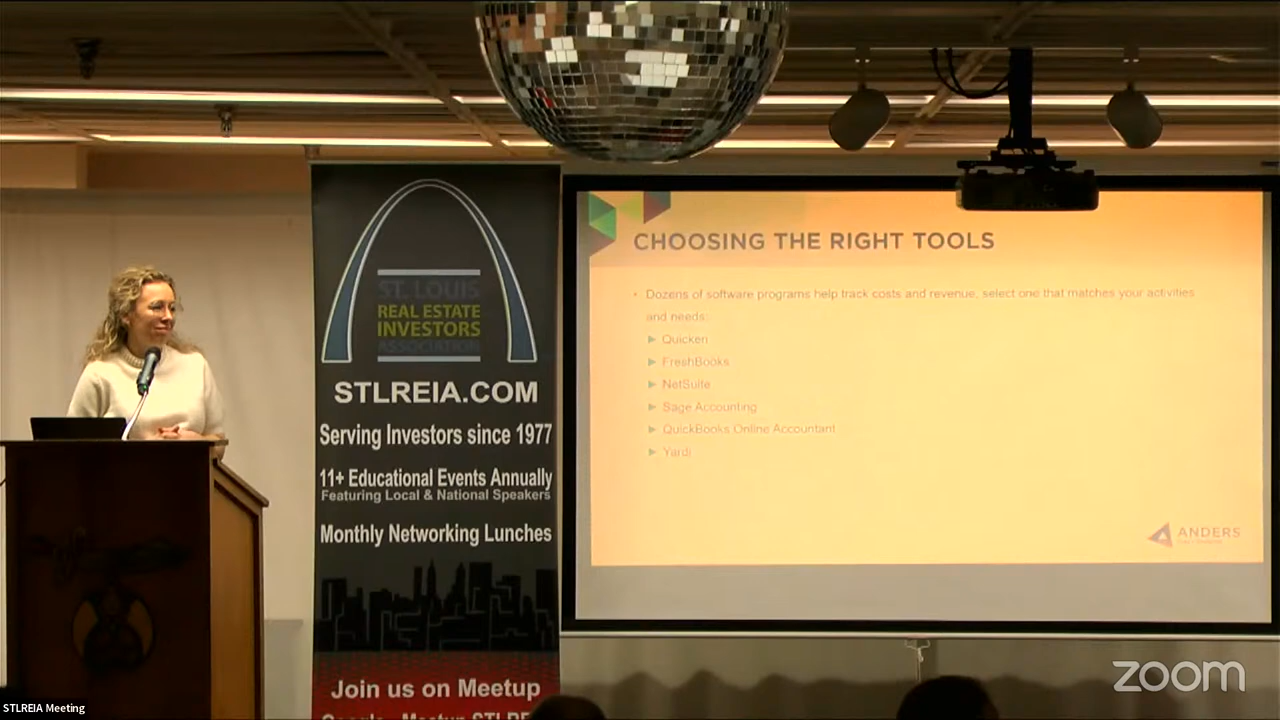 ST. LOUIS
REAL ESTATE
INVESTORS
ASSOCIATION
STLREIA.COM
Serving Investors since 1977
11+ Educational Events Annually
Featuring Local & National Speakers
Monthly Networking Lunches
Join us on Meetup
CHOOSING THE RIGHT TOOLS
• Dozens of software programs help track costs and revenue, select one that matches your activities
and needs:
Quicken
FreshBooks
NetSuite
Sage Accounting
QuickBooks Online Accountant
Yardi
ANDERS
zoom
STLREIA Meeting